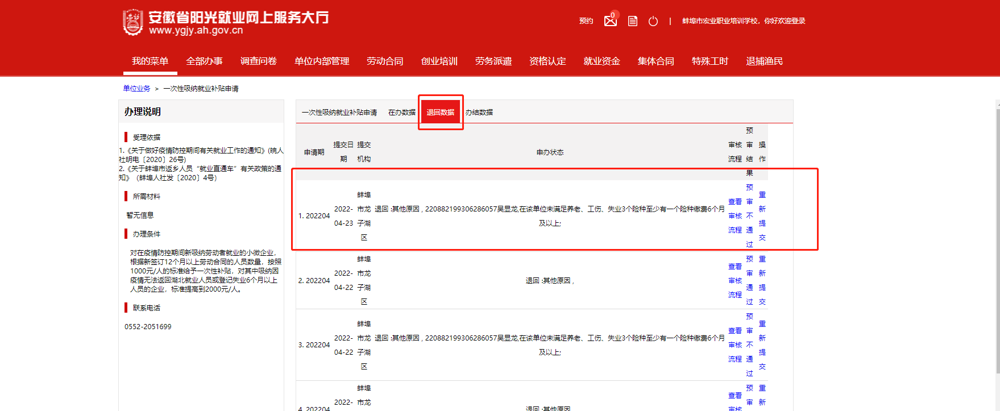 安徽省阳光就业网上服务大厅
www.ygjy.ah.gov.cn
预约
0
|
蚌埠市宏业职业培训学校，你好欢迎登录
我的菜单 全部办事 调查问卷 单位内部管理 劳动合同 创业培训 劳务派遣 资格认定 就业资金 集体合同 特殊工时 退捕渔民
单位业务 > 一次性吸纳就业补贴申请
办理说明
受理依据
1.《关于做好疫情防控期间有关就业工作的通知》(皖人
社明电〔2020〕26号)
2.《关于蚌埠市返乡人员“就业直通车”有关政策的通
知》（蚌埠人社发〔2020〕4号）
所需材料
暂无信息
办理条件
对在疫情防控期间新吸纳劳动者就业的小微企业，
根据新签订12个月以上劳动合同的人员数量，按照
1000元/人的标准给予一次性补贴，对其中吸纳因
疫情无法返回湖北就业人员或登记失业6个月以上
人员的企业，标准提高到2000元/人。
联系电话
0552-2051699
一次性吸纳就业补贴申请 在办数据 退回数据 办结数据
申请期
提交日
期
提交
机构
申办状态
审核
流程
预
审
结
果
操
作
1. 202204
2022-
04-23
蚌埠
市龙
子湖
区
退回 :其他原因 , 220882199306286057吴显龙,在该单位未满足养老、工伤、失业3个险种至少有一个险种缴费6个月
及以上;
查看
审核
流程
预
审
不
通
过
重
新
提
交
2. 202204
2022-
04-22
蚌埠
市龙
子湖
区
退回 :其他原因 ,
查看
审核
流程
预
审
通
过
重
新
提
交
3. 202204
2022-
04-22
蚌埠
市龙
子湖
区
退回 :其他原因 , 220882199306286057吴显龙,在该单位未满足养老、工伤、失业3个险种至少有一个险种缴费6个月
及以上;
查看
审核
流程
预
审
不
通
过
重
新
提
交
4. 202204
2022-
蚌埠
市龙
退回 :其他原因
查看
审核
预
审
重
新